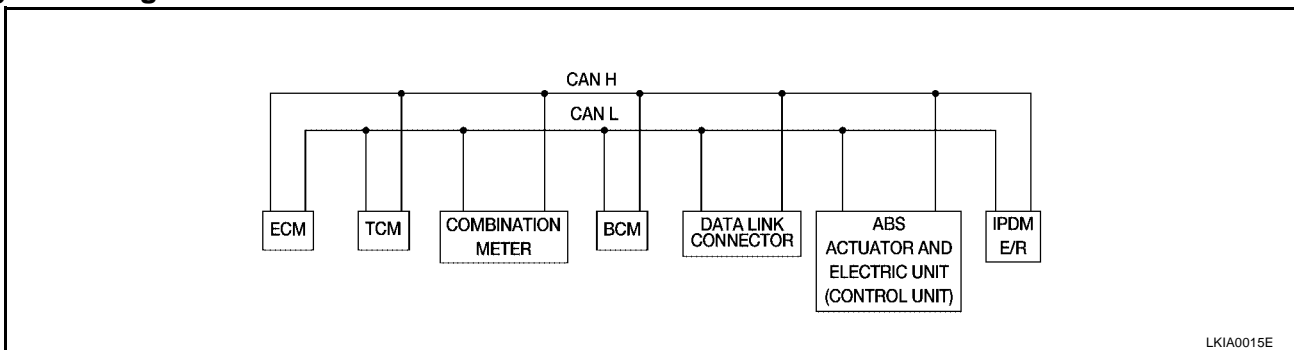 CAN H
CAN L
ECM
TCM
COMBINATION
METER
BCM
DATA LINK
CONNECTOR
ABS
ACTUATOR AND
ELECTRIC UNIT
(CONTROL UNIT)
IPDM
E/R
LKIA0015E